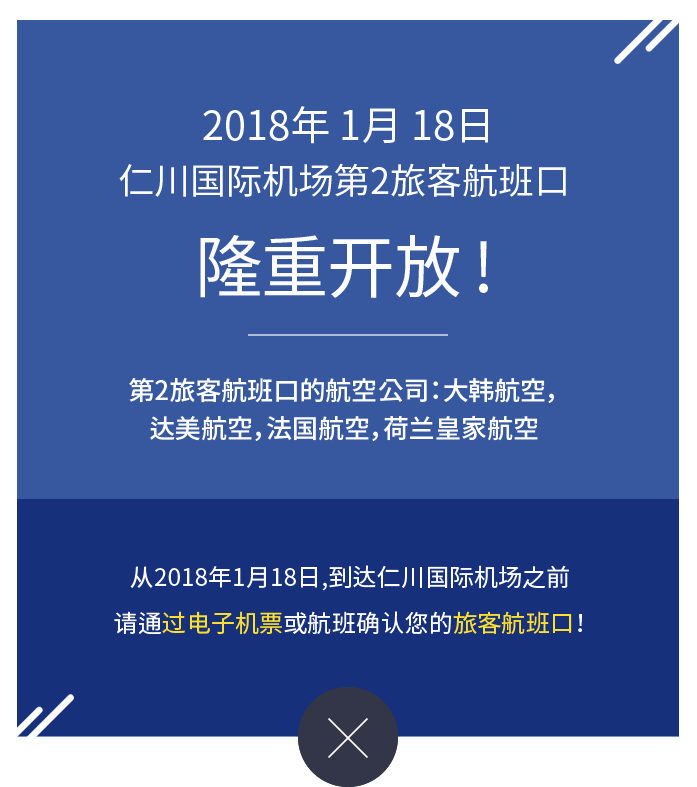 2018年 1月 18日
仁川国际机场第2旅客航班口
隆重开放!
第2旅客航班口的航空公司:大韩航空，
达美航空，法国航空，荷兰皇家航空
从2018年1月18日,到达仁川国际机场之前
请通过电子机票或航班确认您的旅客航班口!